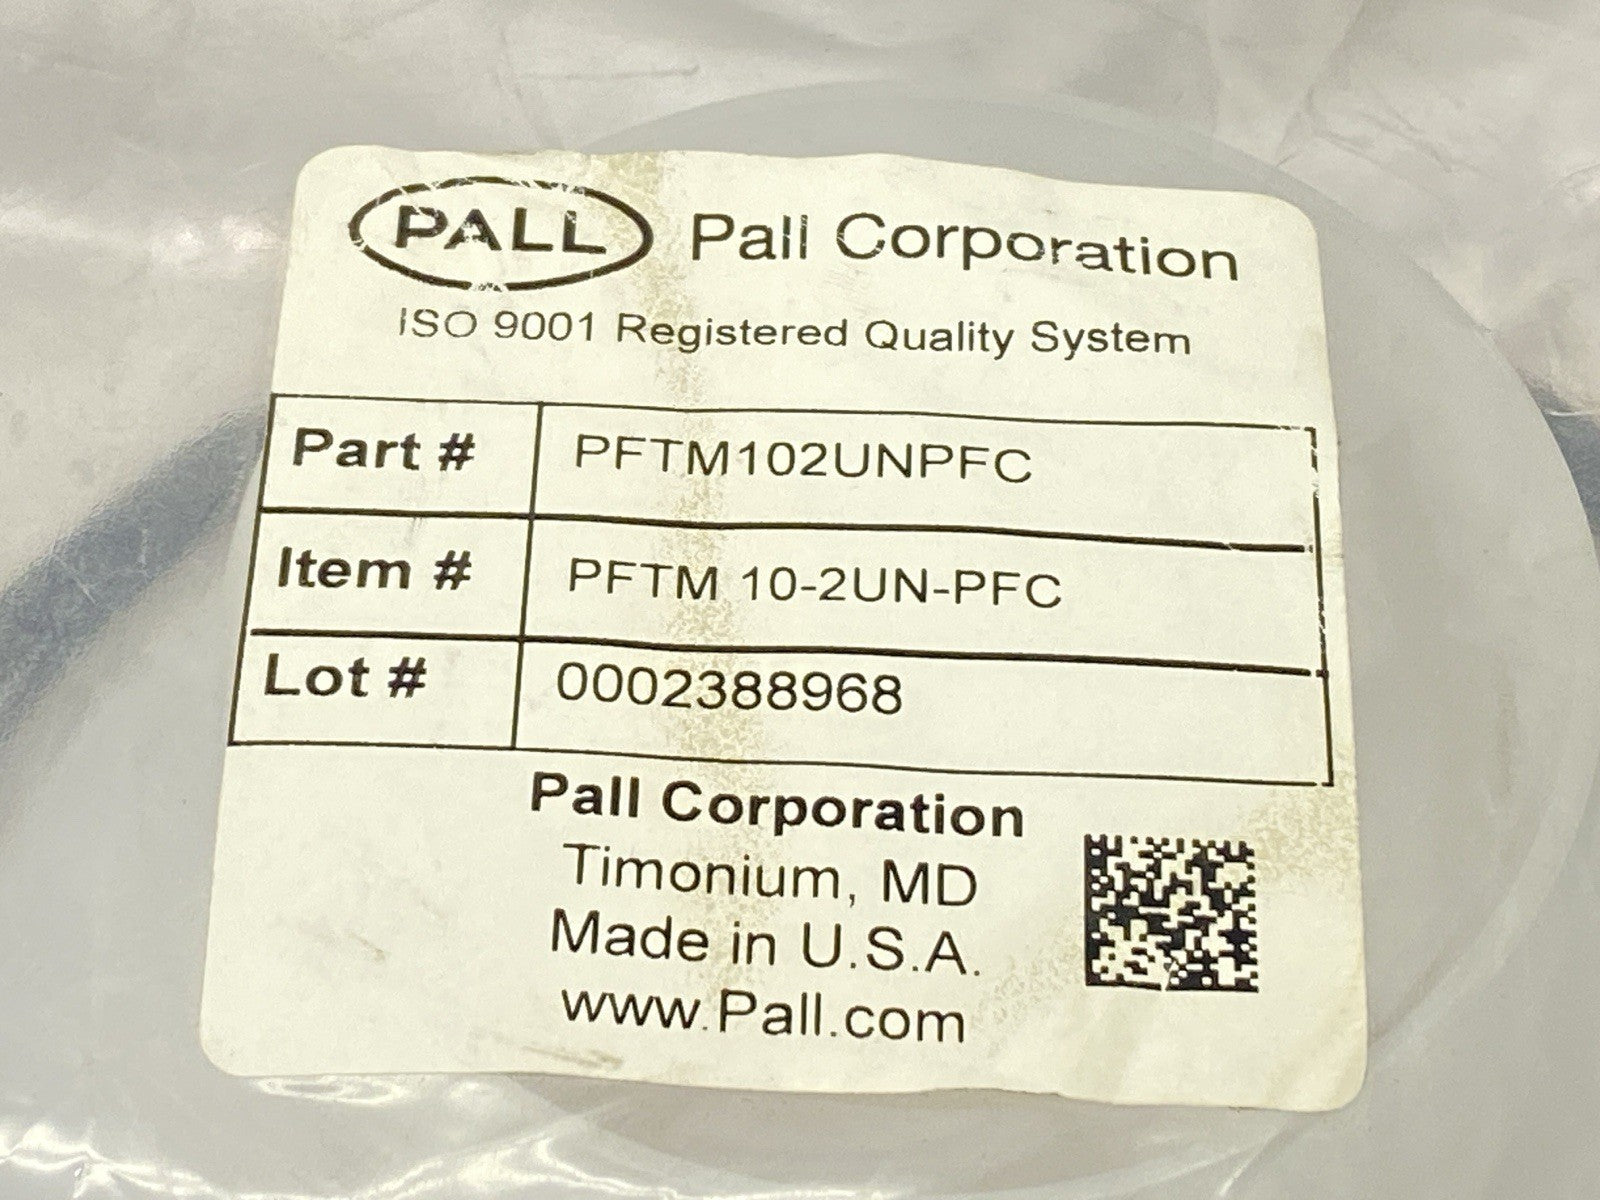 PALL Pall Corporation
ISO 9001 Registered Quality System
Part # PFTM102UNPFC
Item # PFTM 10-2UN-PFC
Lot # 0002388968
Pall Corporation
Timonium, MD
Made in U.S.A.
www.Pall.com